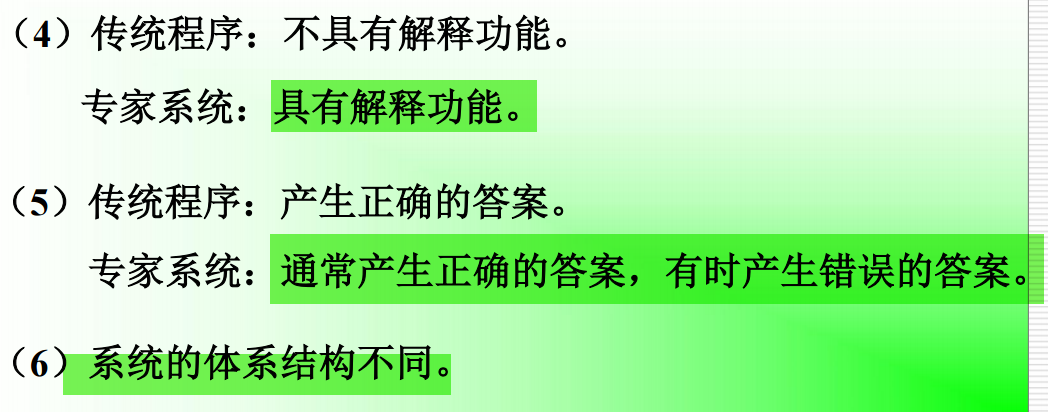 （4）传统程序：不具有解释功能。
专家系统：具有解释功能。
（5）传统程序：产生正确的答案。
专家系统：通常产生正确的答案，有时产生错误的答案。
（6）系统的体系结构不同。